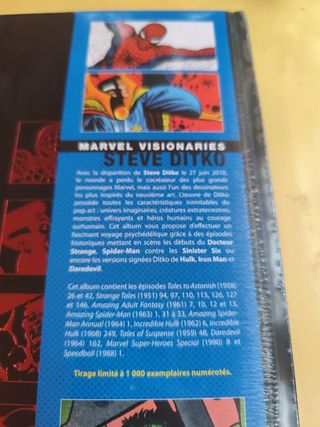 MARVEL VISIONARIES
STEVE DITKO
Avec la disparition de Steve Ditko le 27 juin 2018,
le monde a perdu le cocréateur des plus grands
personnages Marvel, mais aussi l'un des dessinateurs
les plus inspirés du neuvième art. L'œuvre de Ditko
possède toutes les caractéristiques inimitables du
pop art : univers imaginaires, créatures extraterrestres,
monstres effrayants et héros humains au courage
surhumain. Cet album vous propose d'effectuer un
fascinant voyage psychédélique grâce à des épisodes
historiques mettant en scène les débuts du Docteur
Strange, Spider-Man contre les Sinister Six ou
encore les versions signées Ditko de Hulk, Iron Man et
Daredevil.
Cet album contient les épisodes Tales to Astonish (1958)
26 et 42, Strange Tales (1951) 94, 97, 110, 115, 126, 127
et 146, Amazing Adult Fantasy (1961) 7, 10, 12 et 13,
Amazing Spider-Man (1963) 1, 31 à 33, Amazing Spider-
Man Annual (1964) 1, Incredible Hulk (1962) 6, Incredible
Hulk (1968) 249, Tales of Suspense (1959) 48, Daredevil
(1964) 162, Marvel Super-Heroes Special (1990) 8 et
Speedball (1988) 1.
Tirage limité à 1 000 exemplaires numérotés.